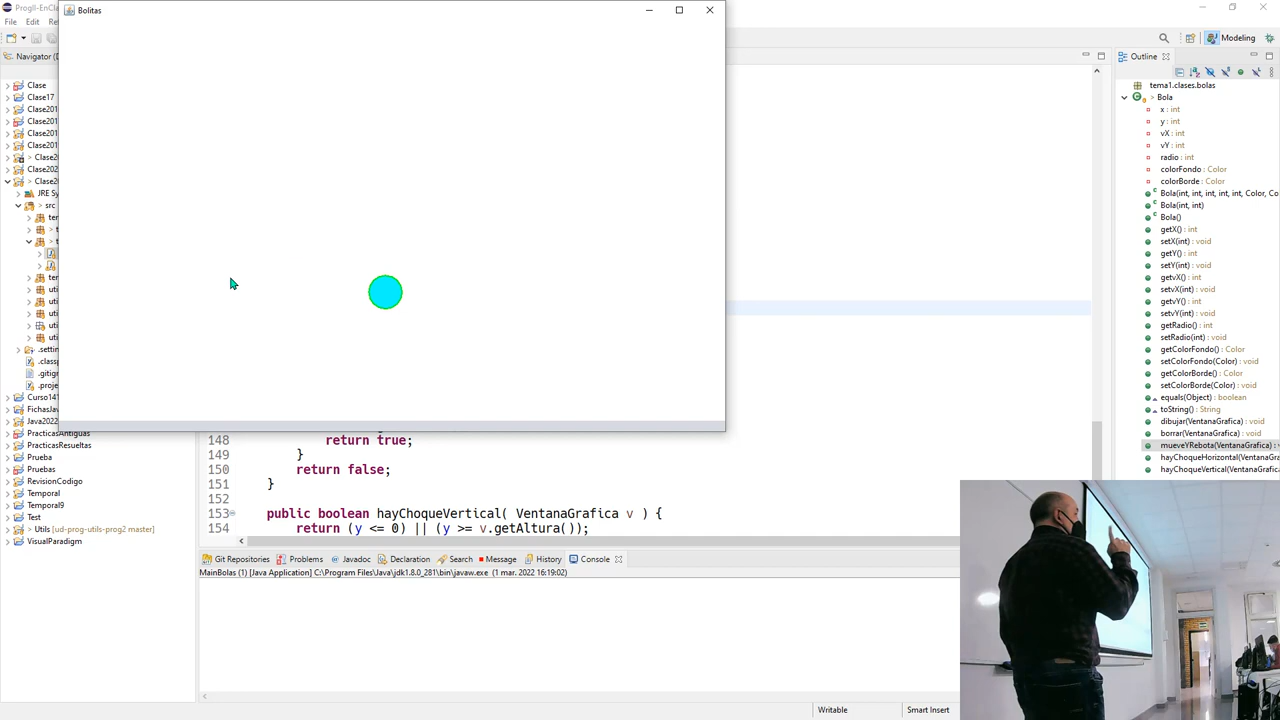 ProgII-EnCla
Bolitas
File Edit
Modeling
Navigator
Outline
Clase
Clase17
Clase201
Clase201
Clase201
Clase201
Clase202
JRE Sy
src
.settin
.classp
.gitign
.proje
Curso141
FichasJav
Java2022
PracticasAntiguas
PracticasResueltas
Prueba
Pruebas
RevisionCodigo
Temporal
Temporal9
Test
Utils [ud-prog-utils-prog2 master]
VisualParadigm
148 return true;
149 }
150 return false;
151 }
152
153 public boolean hayChoqueVertical( VentanaGrafica v ) {
154 return (y <= 0) || (y >= v.getAltura());
Git Repositories Problems Javadoc Declaration Search Message History Console
MainBolas (1) [Java Application] C:\Program Files\Java\jdk1.8.0_281\bin\javaw.exe (1 mar. 2022 16:19:02)
tema1.clases.bolas
Bola
x : int
y : int
vX : int
vY : int
radio : int
colorFondo : Color
colorBorde : Color
Bola(int, int, int, int, int, Color, Co
Bola(int, int)
Bola()
getX() : int
setX(int) : void
getY() : int
setY(int) : void
getvX() : int
setvX(int) : void
getvY() : int
setvY(int) : void
getRadio() : int
setRadio(int) : void
getColorFondo() : Color
setColorFondo(Color) : void
getColorBorde() : Color
setColorBorde(Color) : void
equals(Object) : boolean
toString() : String
dibujar(VentanaGrafica) : void
borrar(VentanaGrafica) : void
mueveYRebota(VentanaGrafica) : v
hayChoqueHorizontal(VentanaGra
hayChoqueVertical(VentanaGrafic
Writable Smart Insert